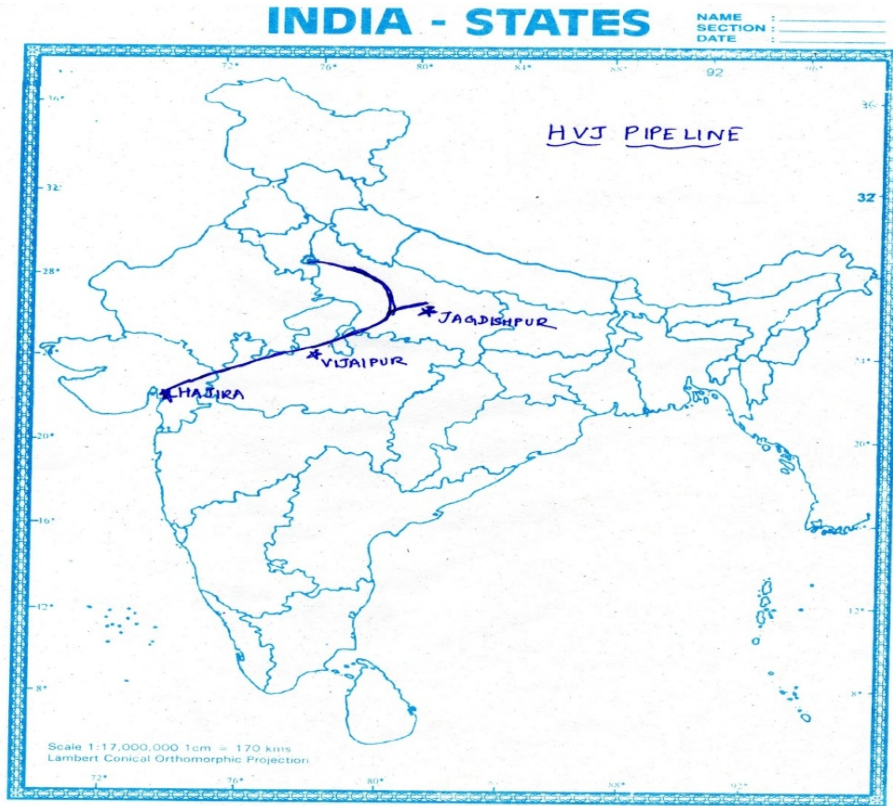 INDIA - STATES
NAME :
SECTION :
DATE :
72° 76° 80° 84° 88° 92 96°
36° 36
HVJ PIPELINE
32° 32
28°
JAGDISHPUR
VIJAIPUR
HAJIRA
20° 20°
16°
12° 12°
8° 8°
Scale 1:17,000,000 1cm = 170 kms
Lambert Conical Orthomorphic Projection
72° 76° 80° 88° 92°